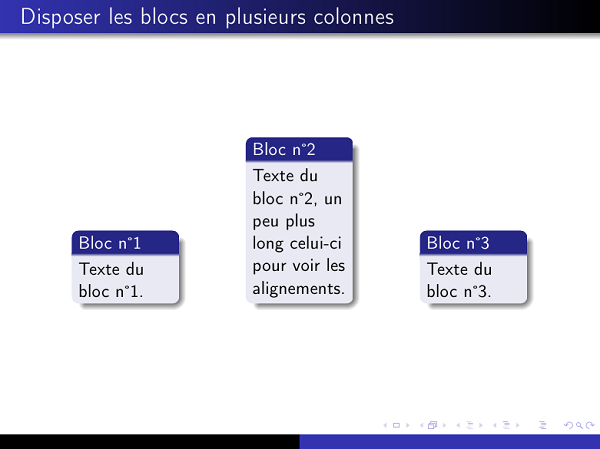 Disposer les blocs en plusieurs colonnes
Bloc n°1
Texte du
bloc n°1.
Bloc n°2
Texte du
bloc n°2, un
peu plus
long celui-ci
pour voir les
alignements.
Bloc n°3
Texte du
bloc n°3.